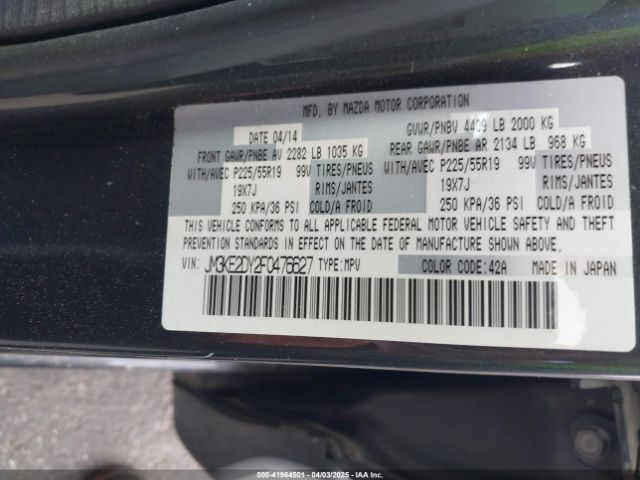 MFD. BY MAZDA MOTOR CORPORATION
DATE 04/14 GVWR/PNBV 4409 LB 2000 KG
FRONT GAWR/PNBE AV 2282 LB 1035 KG REAR GAWR/PNBE AR 2134 LB 968 KG
WITH/AVEC P225/55R19 99V TIRES/PNEUS WITH/AVEC P225/55R19 99V TIRES/PNEUS
19X7J RIMS/JANTES 19X7J RIMS/JANTES
250 KPA/36 PSI COLD/A FROID 250 KPA/36 PSI COLD/A FROID
THIS VEHICLE CONFORMS TO ALL APPLICABLE FEDERAL MOTOR VEHICLE SAFETY AND THEFT
PREVENTION STANDARDS IN EFFECT ON THE DATE OF MANUFACTURE SHOWN ABOVE.
VIN: JM3KE2DY2F0476627 TYPE:MPV COLOR CODE:42A MADE IN JAPAN
© IAAI-41964501 - 04/03/2025 - IAAI.COM